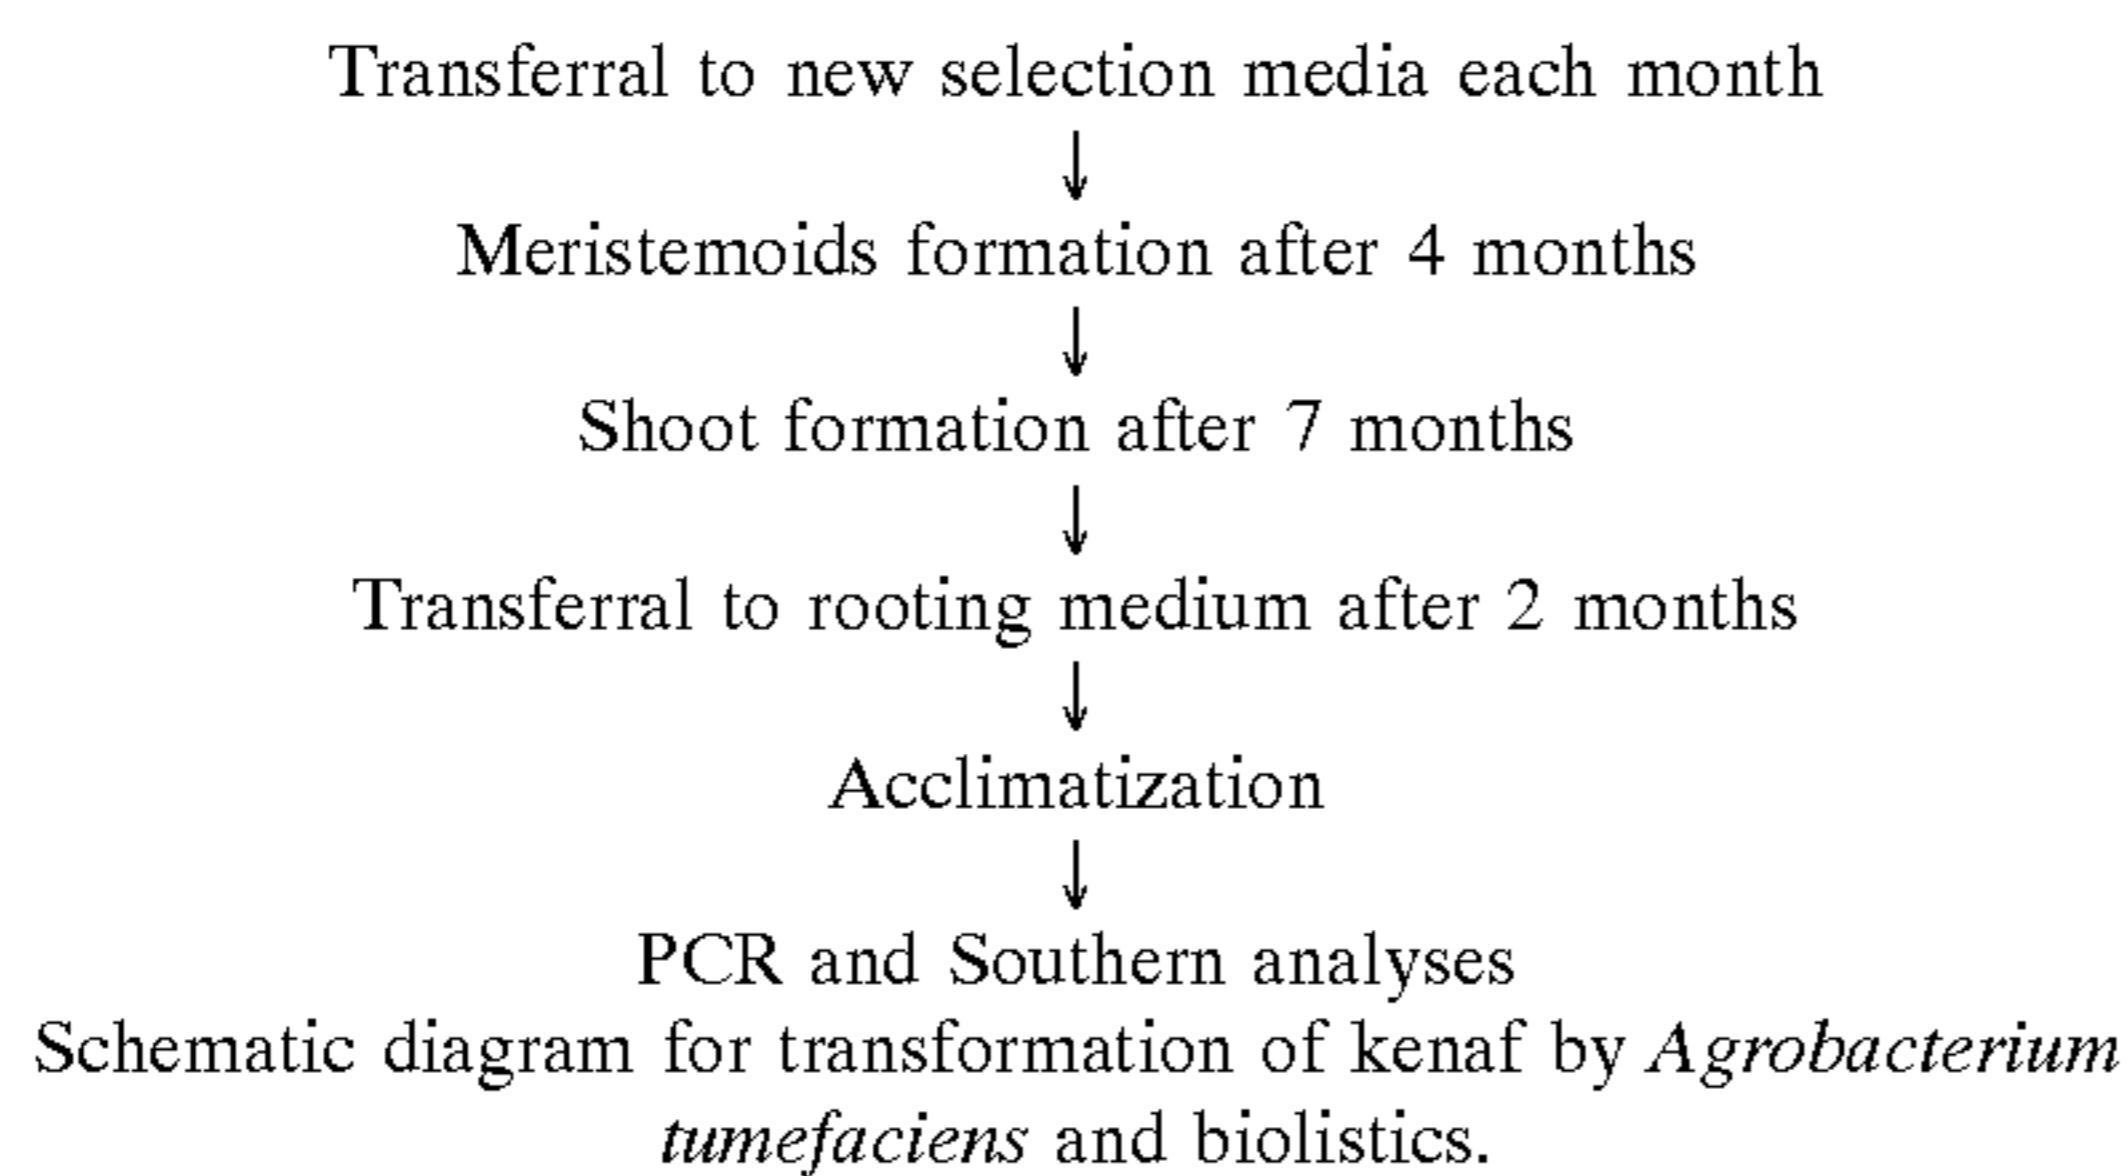 Transferral to new selection media each month
↓
Meristemoids formation after 4 months
↓
Shoot formation after 7 months
↓
Transferral to rooting medium after 2 months
↓
Acclimatization
↓
PCR and Southern analyses
Schematic diagram for transformation of kenaf by Agrobacterium
tumefaciens and biolistics.